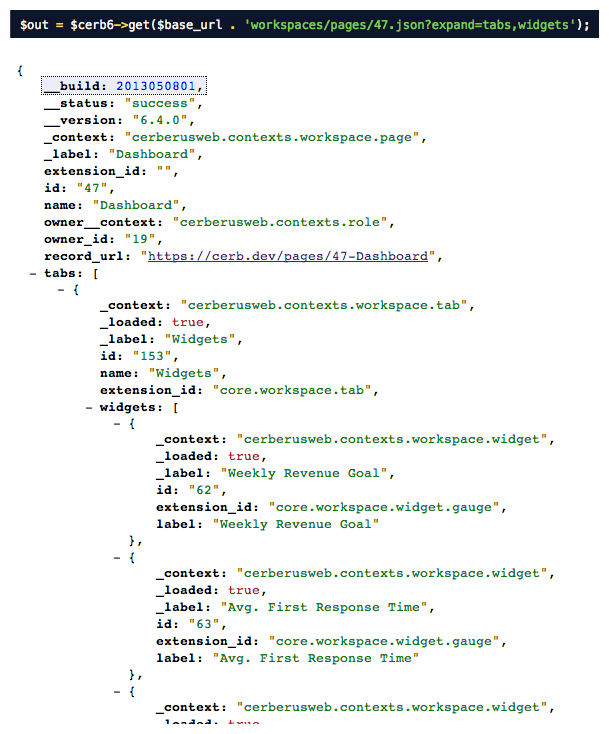 $out = $cerb6->get($base_url . 'workspaces/pages/47.json?expand=tabs,widgets');
{
__build: 2013050801,
__status: "success",
__version: "6.4.0",
_context: "cerberusweb.contexts.workspace.page",
_label: "Dashboard",
extension_id: "",
id: "47",
name: "Dashboard",
owner__context: "cerberusweb.contexts.role",
owner_id: "19",
record_url: "https://cerb.dev/pages/47-Dashboard",
- tabs: [
- {
_context: "cerberusweb.contexts.workspace.tab",
_loaded: true,
_label: "Widgets",
id: "153",
name: "Widgets",
extension_id: "core.workspace.tab",
- widgets: [
- {
_context: "cerberusweb.contexts.workspace.widget",
_loaded: true,
_label: "Weekly Revenue Goal",
id: "62",
extension_id: "core.workspace.widget.gauge",
label: "Weekly Revenue Goal"
},
- {
_context: "cerberusweb.contexts.workspace.widget",
_loaded: true,
_label: "Avg. First Response Time",
id: "63",
extension_id: "core.workspace.widget.gauge",
label: "Avg. First Response Time"
},
- {
_context: "cerberusweb.contexts.workspace.widget",
_loaded: true,